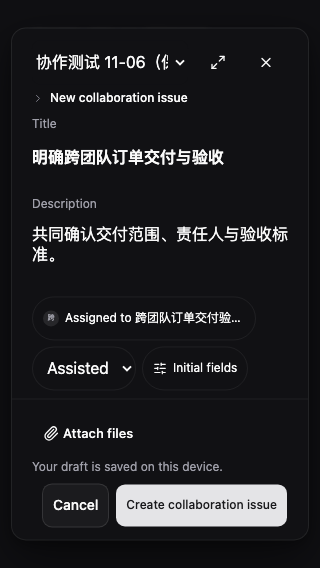 协作测试 11-06（
New collaboration issue
Title
明确跨团队订单交付与验收
Description
共同确认交付范围、责任人与验收标
准。
跨 Assigned to 跨团队订单交付验...
Assisted
Initial fields
Attach files
Your draft is saved on this device.
Cancel
Create collaboration issue